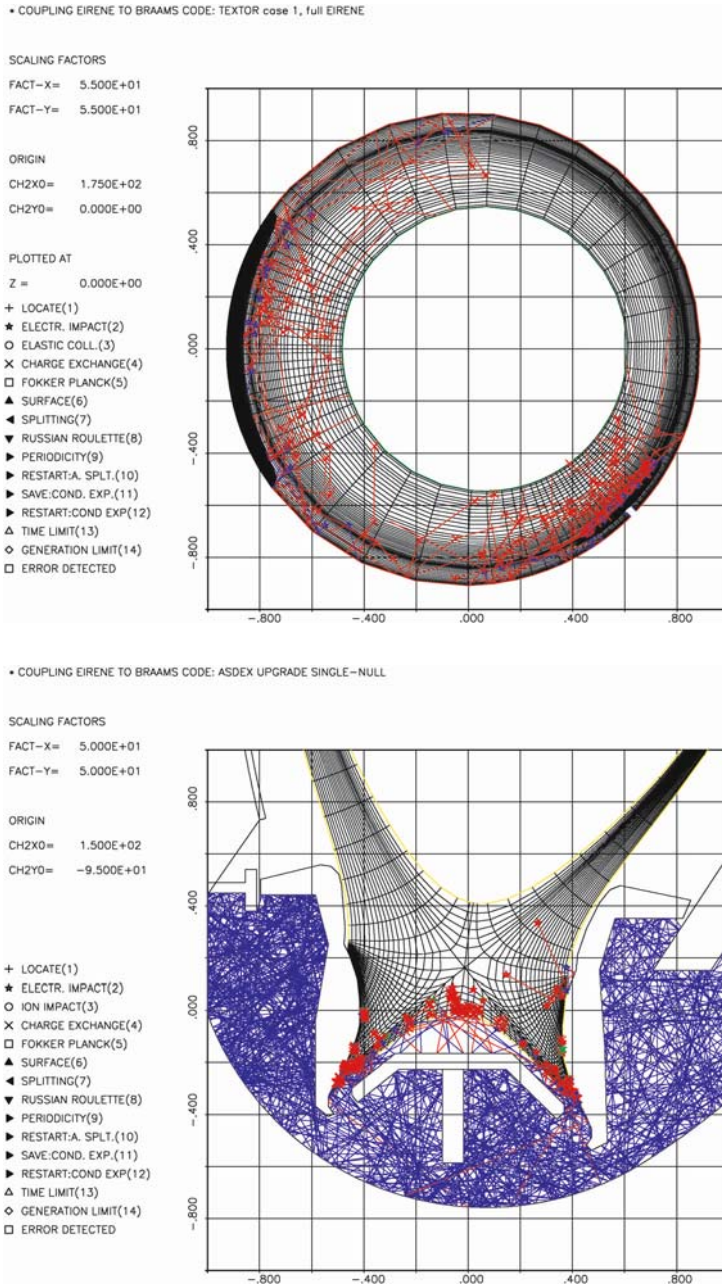 • COUPLING EIRENE TO BRAAMS CODE: TEXTOR case 1, full EIRENE
SCALING FACTORS
FACT-X= 5.500E+01
FACT-Y= 5.500E+01
ORIGIN
CH2X0= 1.750E+02
CH2Y0= 0.000E+00
PLOTTED AT
Z = 0.000E+00
+ LOCATE(1)
★ ELECTR. IMPACT(2)
○ ELASTIC COLL.(3)
× CHARGE EXCHANGE(4)
□ FOKKER PLANCK(5)
▲ SURFACE(6)
◀ SPLITTING(7)
▼ RUSSIAN ROULETTE(8)
▶ PERIODICITY(9)
▶ RESTART:A. SPLT.(10)
▶ SAVE:COND. EXP.(11)
▶ RESTART:COND EXP(12)
△ TIME LIMIT(13)
◇ GENERATION LIMIT(14)
□ ERROR DETECTED
.800
.400
.000
-.400
-.800
-.800 -.400 .000 .400 .800
• COUPLING EIRENE TO BRAAMS CODE: ASDEX UPGRADE SINGLE-NULL
SCALING FACTORS
FACT-X= 5.000E+01
FACT-Y= 5.000E+01
ORIGIN
CH2X0= 1.500E+02
CH2Y0= -9.500E+01
+ LOCATE(1)
★ ELECTR. IMPACT(2)
○ ION IMPACT(3)
× CHARGE EXCHANGE(4)
□ FOKKER PLANCK(5)
▲ SURFACE(6)
◀ SPLITTING(7)
▼ RUSSIAN ROULETTE(8)
▶ PERIODICITY(9)
▶ RESTART:A. SPLT.(10)
▶ SAVE:COND. EXP.(11)
▶ RESTART:COND EXP(12)
△ TIME LIMIT(13)
◇ GENERATION LIMIT(14)
□ ERROR DETECTED
.800
.400
.000
-.400
-.800
-.800 -.400 .000 .400 .800